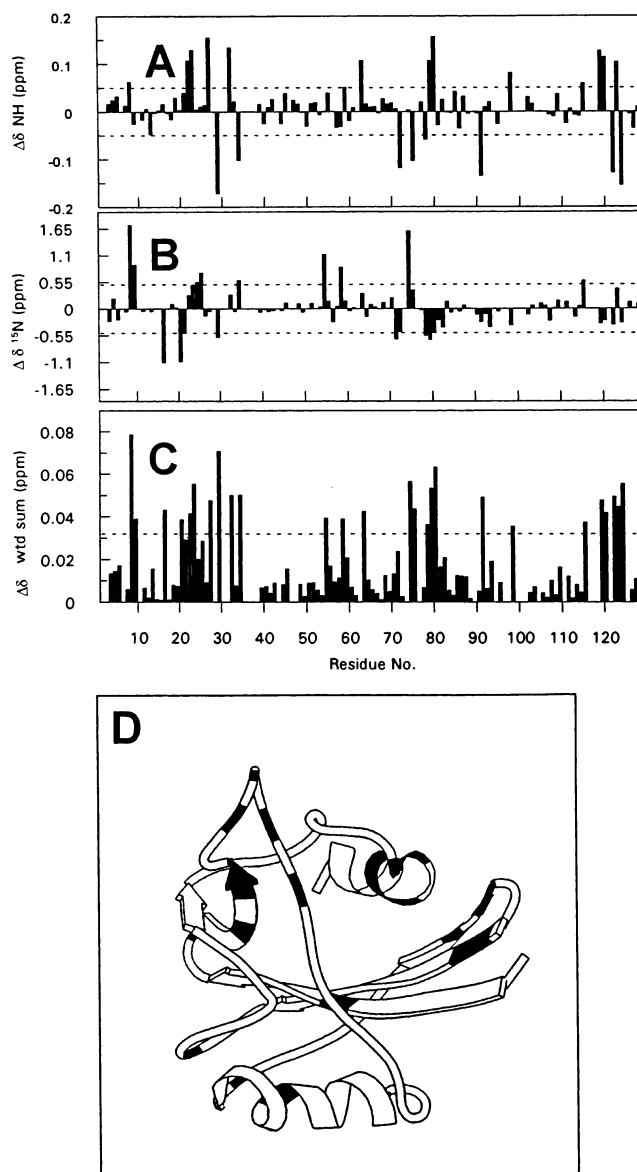 A
Δδ NH (ppm)
0.2
0.1
0
-0.1
-0.2
B
Δ δ ¹⁵N (ppm)
1.65
1.1
0.55
0
-0.55
-1.1
-1.65
C
Δδ wtd sum (ppm)
0.08
0.06
0.04
0.02
0
10 20 30 40 50 60 70 80 90 100 110 120
Residue No.
D